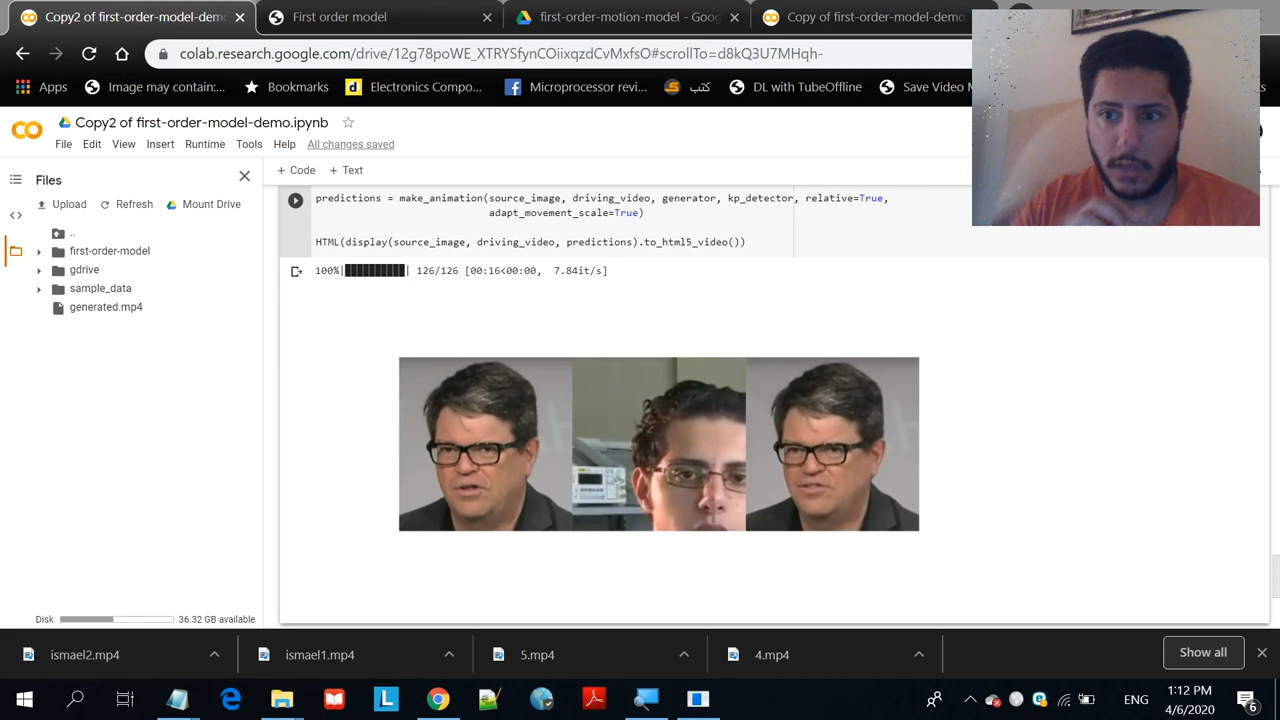 Copy2 of first-order-model-dem
First order model
first-order-motion-model - Goo
Copy of first-order-model-demo
colab.research.google.com/drive/12g78poWE_XTRYSfynCOiixqzdCvMxfsO#scrollTo=d8kQ3U7MHqh-
Apps
Image may contain:...
Bookmarks
Electronics Compo...
Microprocessor revi...
كتب
DL with TubeOffline
Save Video M
Copy2 of first-order-model-demo.ipynb
File Edit View Insert Runtime Tools Help All changes saved
Files
+ Code + Text
Upload Refresh Mount Drive
..
first-order-model
gdrive
sample_data
generated.mp4
predictions = make_animation(source_image, driving_video, generator, kp_detector, relative=True,
adapt_movement_scale=True)
HTML(display(source_image, driving_video, predictions).to_html5_video())
100%|██████████| 126/126 [00:16<00:00, 7.84it/s]
Disk 36.32 GB available
ismael2.mp4
ismael1.mp4
5.mp4
4.mp4
Show all
ENG
1:12 PM
4/6/2020
6